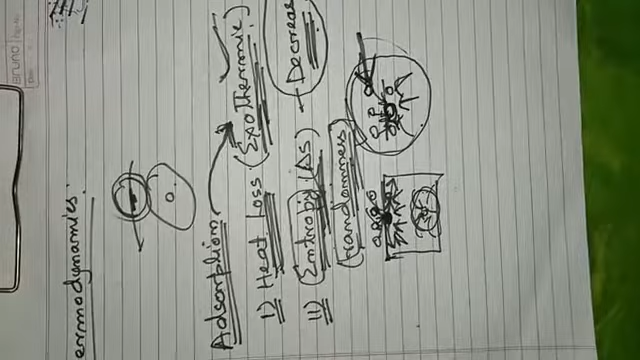 ermodynamics.
Adsorption
I) Heat Loss (Exothermic)
II) Entropy (ΔS) – Decrease
(randomness)